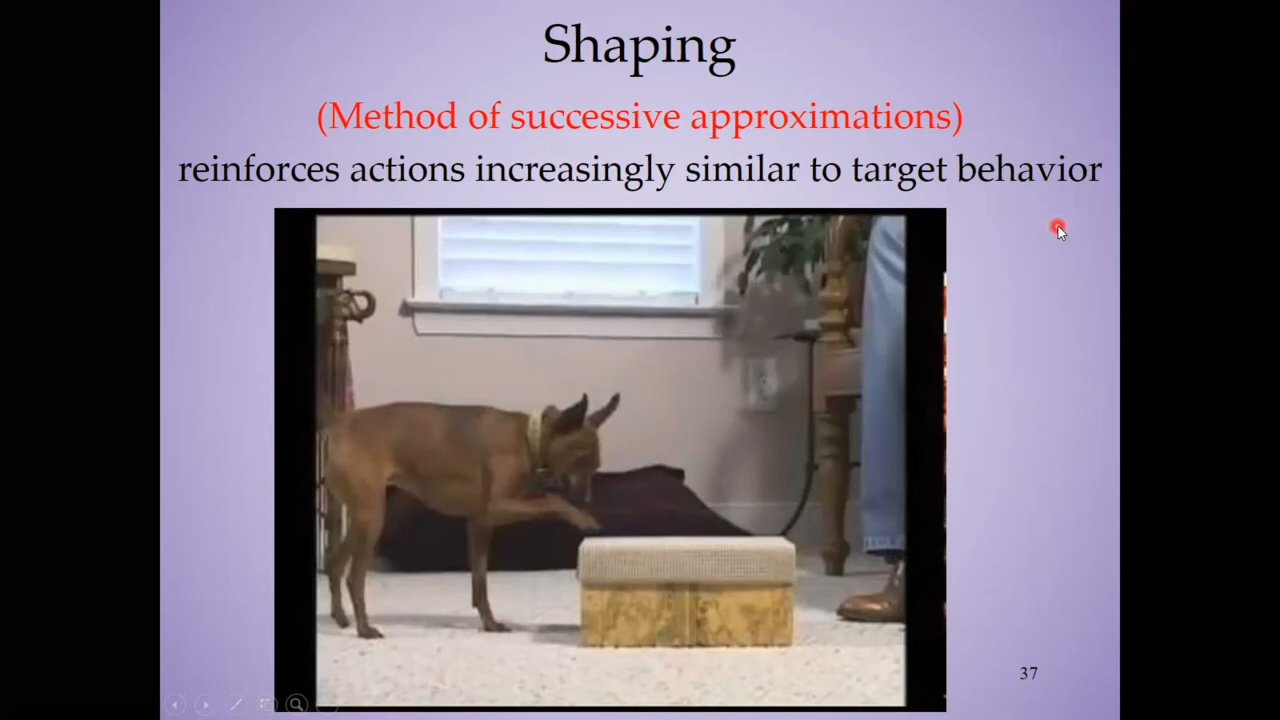 Shaping
(Method of successive approximations)
reinforces actions increasingly similar to target behavior
37